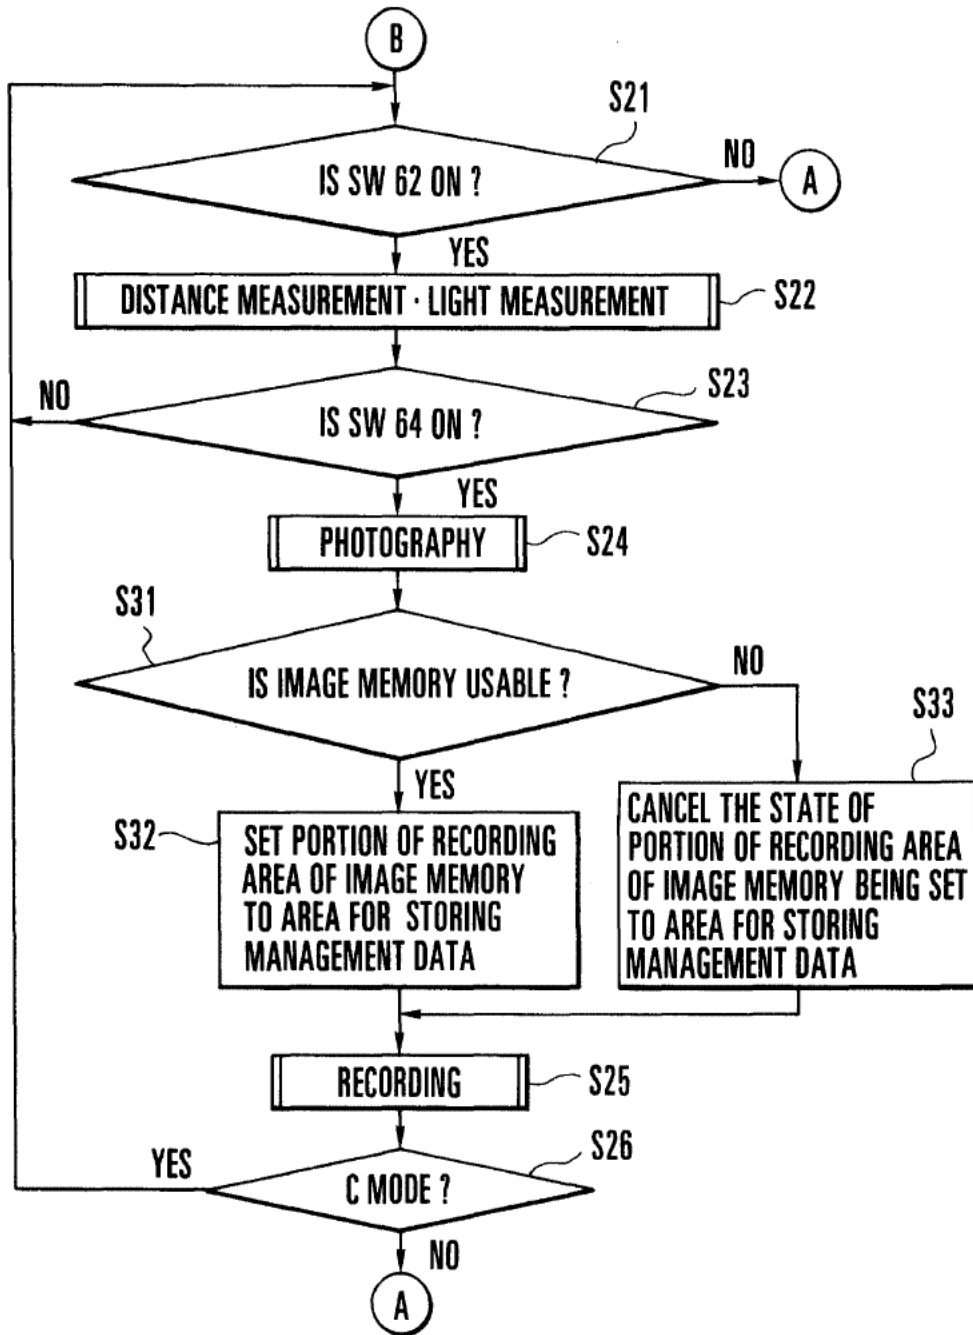 B
S21
IS SW 62 ON ?
NO
A
YES
DISTANCE MEASUREMENT · LIGHT MEASUREMENT
S22
S23
NO
IS SW 64 ON ?
YES
PHOTOGRAPHY
S24
S31
IS IMAGE MEMORY USABLE ?
NO
S33
YES
S32
SET PORTION OF RECORDING
AREA OF IMAGE MEMORY
TO AREA FOR STORING
MANAGEMENT DATA
CANCEL THE STATE OF
PORTION OF RECORDING AREA
OF IMAGE MEMORY BEING SET
TO AREA FOR STORING
MANAGEMENT DATA
RECORDING
S25
S26
YES
C MODE ?
NO
A